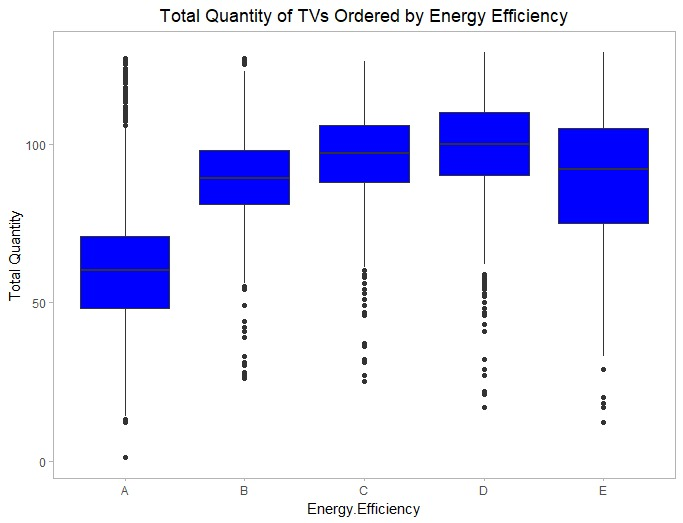 Total Quantity of TVs Ordered by Energy Efficiency
Total Quantity
100
50
0
A B C D E
Energy.Efficiency